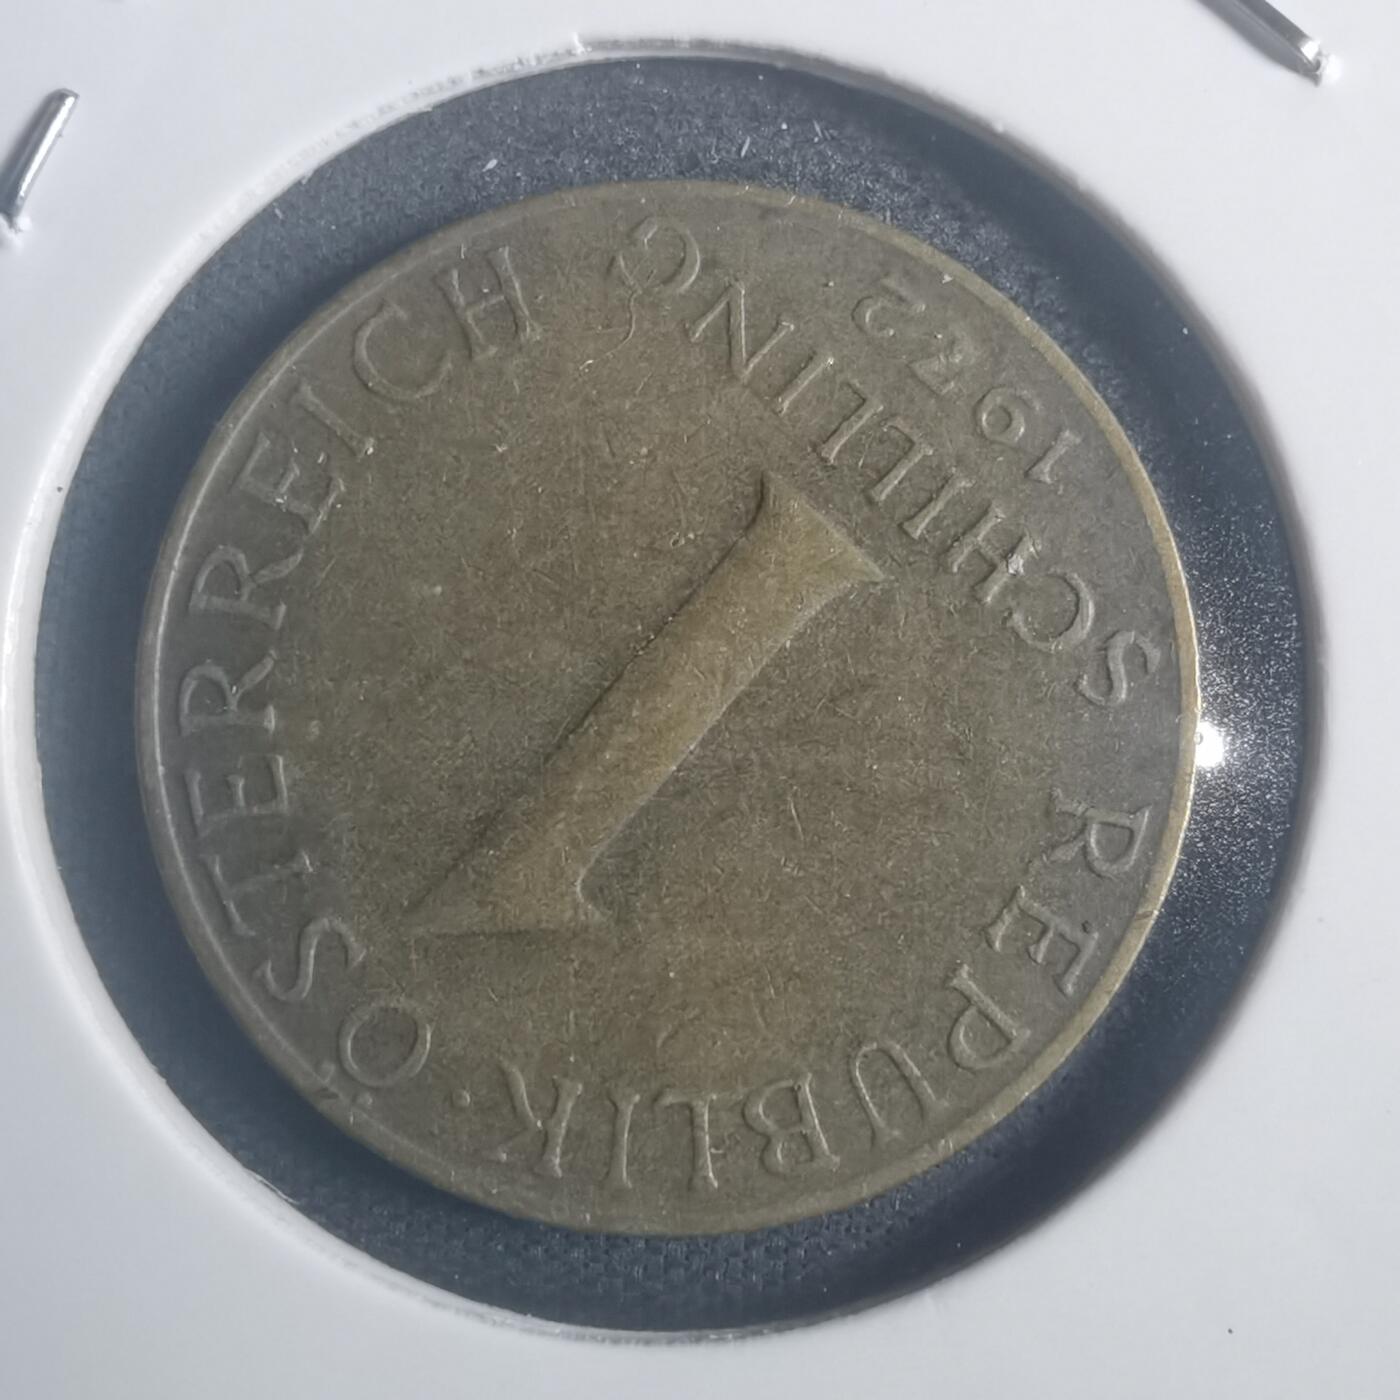 REPUBLIK · ÖSTERREICH
1
SCHILLING
1972